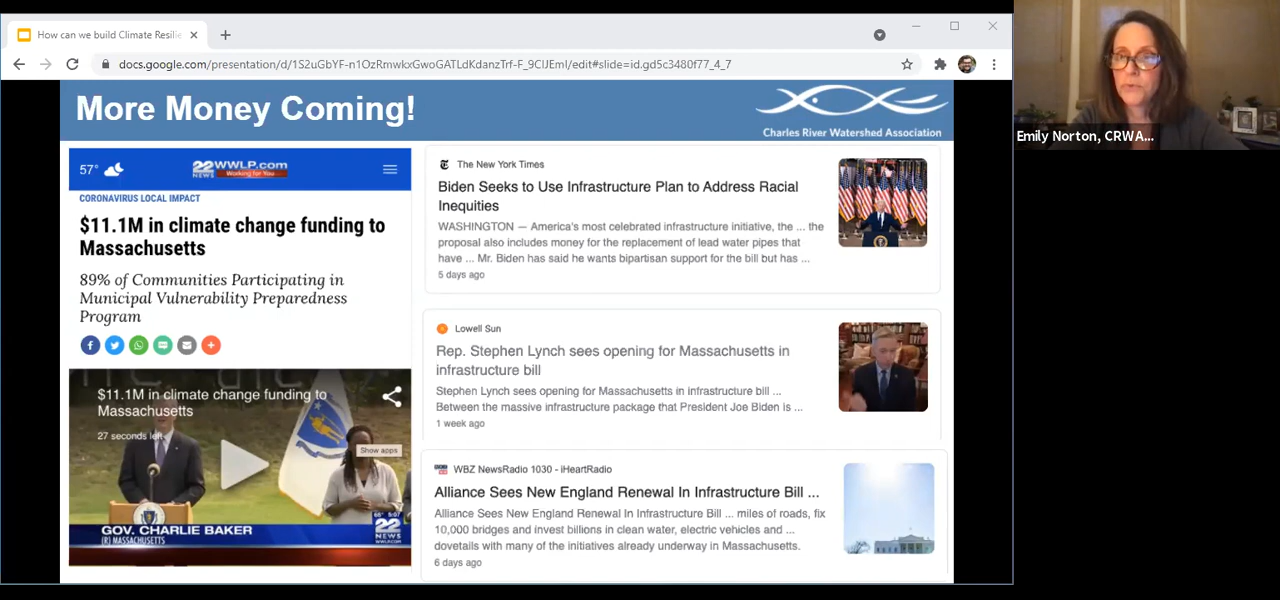 How can we build Climate Resilie
docs.google.com/presentation/d/1S2uGbYF-n1OzRmwkxGwoGATLdKdanzTrf-F_9ClJEmI/edit#slide=id.gd5c3480f77_4_7
More Money Coming!
Charles River Watershed Association
Emily Norton, CRWA...
57°
22 WWLP.com
NEWS Working for You
CORONAVIRUS LOCAL IMPACT
$11.1M in climate change funding to
Massachusetts
89% of Communities Participating in
Municipal Vulnerability Preparedness
Program
$11.1M in climate change funding to
Massachusetts
27 seconds left
Show apps
GOV. CHARLIE BAKER
(R) MASSACHUSETTS
66° 5:07
22
NEWS
WWLP.COM
The New York Times
Biden Seeks to Use Infrastructure Plan to Address Racial
Inequities
WASHINGTON — America's most celebrated infrastructure initiative, the ... the
proposal also includes money for the replacement of lead water pipes that
have ... Mr. Biden has said he wants bipartisan support for the bill but has ...
5 days ago
Lowell Sun
Rep. Stephen Lynch sees opening for Massachusetts in
infrastructure bill
Stephen Lynch sees opening for Massachusetts in infrastructure bill ...
Between the massive infrastructure package that President Joe Biden is ...
1 week ago
WBZ NewsRadio 1030 - iHeartRadio
Alliance Sees New England Renewal In Infrastructure Bill ...
Alliance Sees New England Renewal In Infrastructure Bill ... miles of roads, fix
10,000 bridges and invest billions in clean water, electric vehicles and ...
dovetails with many of the initiatives already underway in Massachusetts.
6 days ago